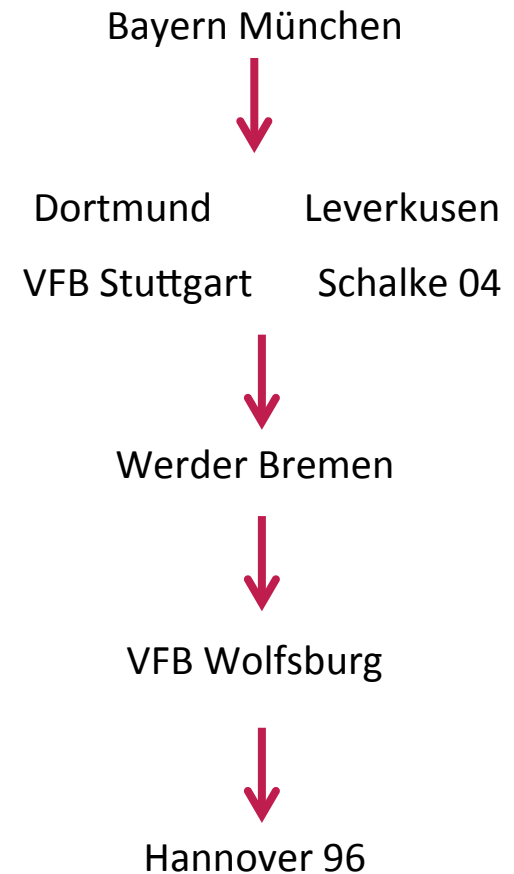 Bayern München
Dortmund Leverkusen
VFB Stuttgart Schalke 04
Werder Bremen
VFB Wolfsburg
Hannover 96